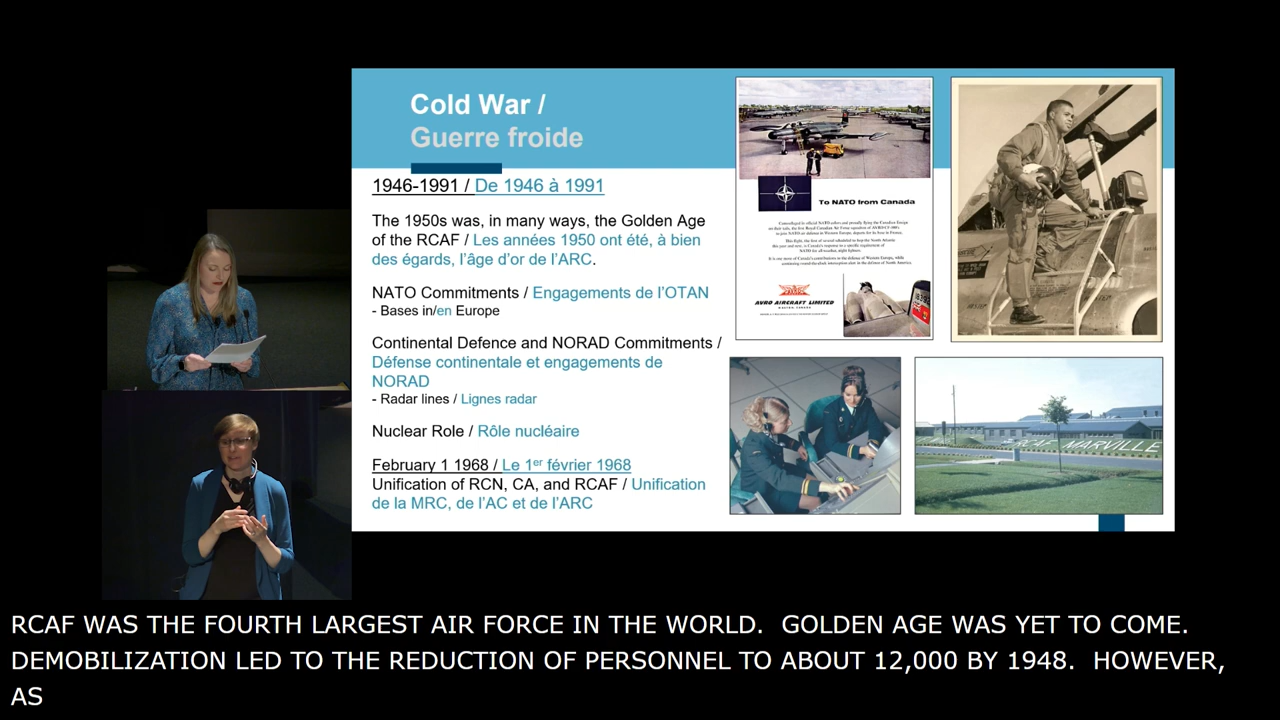 Cold War /
Guerre froide
1946-1991 / De 1946 à 1991
The 1950s was, in many ways, the Golden Age
of the RCAF / Les années 1950 ont été, à bien
des égards, l’âge d’or de l’ARC.
NATO Commitments / Engagements de l’OTAN
- Bases in/en Europe
Continental Defence and NORAD Commitments /
Défense continentale et engagements de
NORAD
- Radar lines / Lignes radar
Nuclear Role / Rôle nucléaire
February 1 1968 / Le 1er février 1968
Unification of RCN, CA, and RCAF / Unification
de la MRC, de l’AC et de l’ARC
To NATO from Canada
AVRO AIRCRAFT LIMITED
RCAF MARVILLE
RCAF WAS THE FOURTH LARGEST AIR FORCE IN THE WORLD.  GOLDEN AGE WAS YET TO COME.
DEMOBILIZATION LED TO THE REDUCTION OF PERSONNEL TO ABOUT 12,000 BY 1948.  HOWEVER,
AS